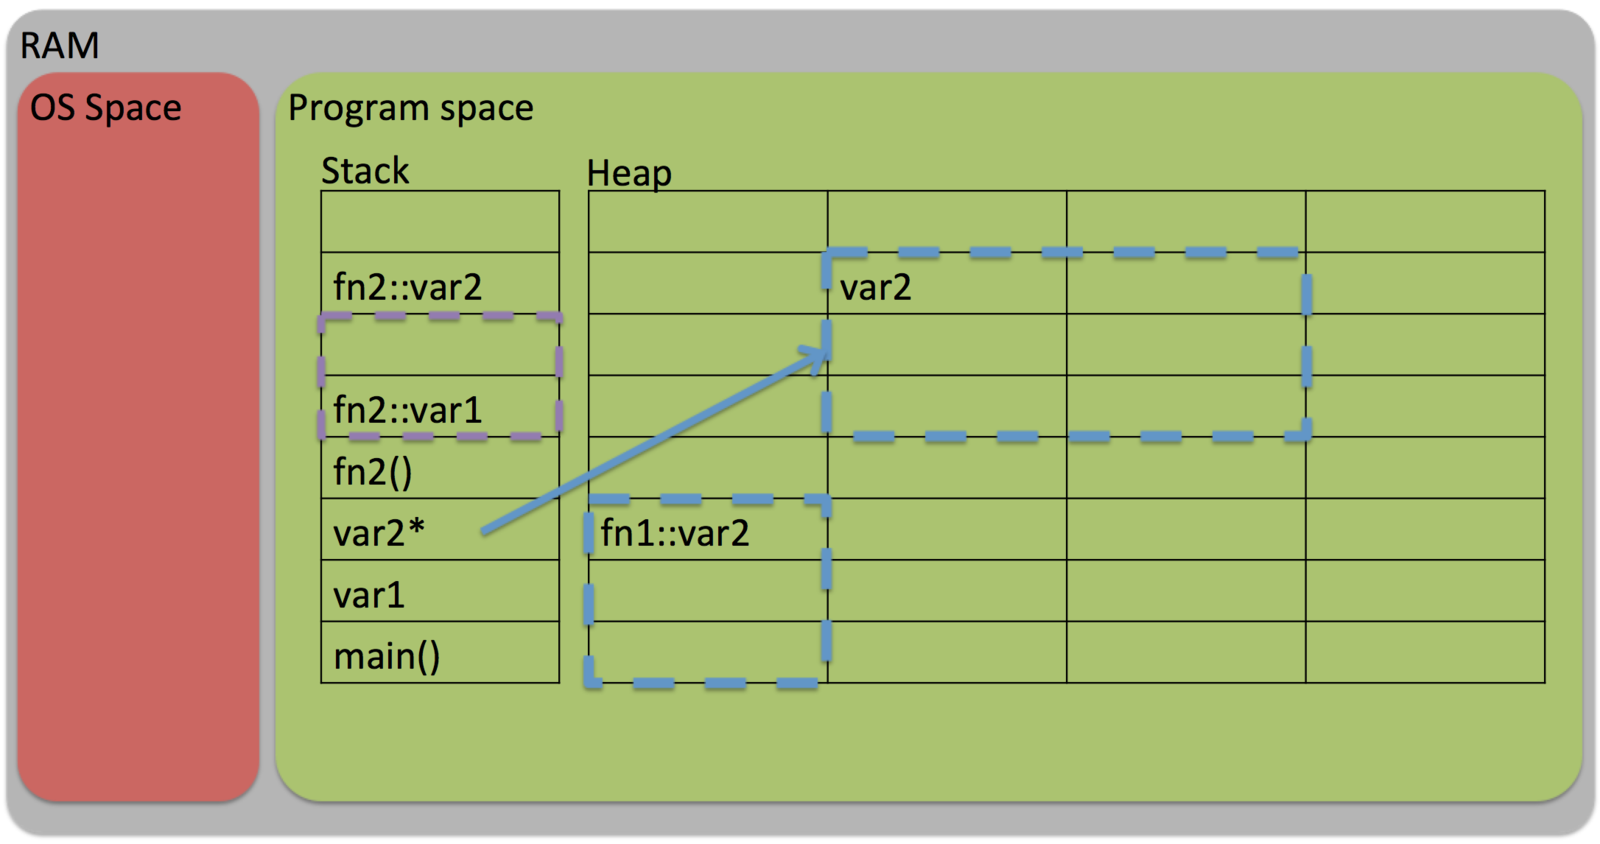 RAM
OS Space
Program space
Stack
Heap
fn2::var2
var2
fn2::var1
fn2()
var2*
fn1::var2
var1
main()